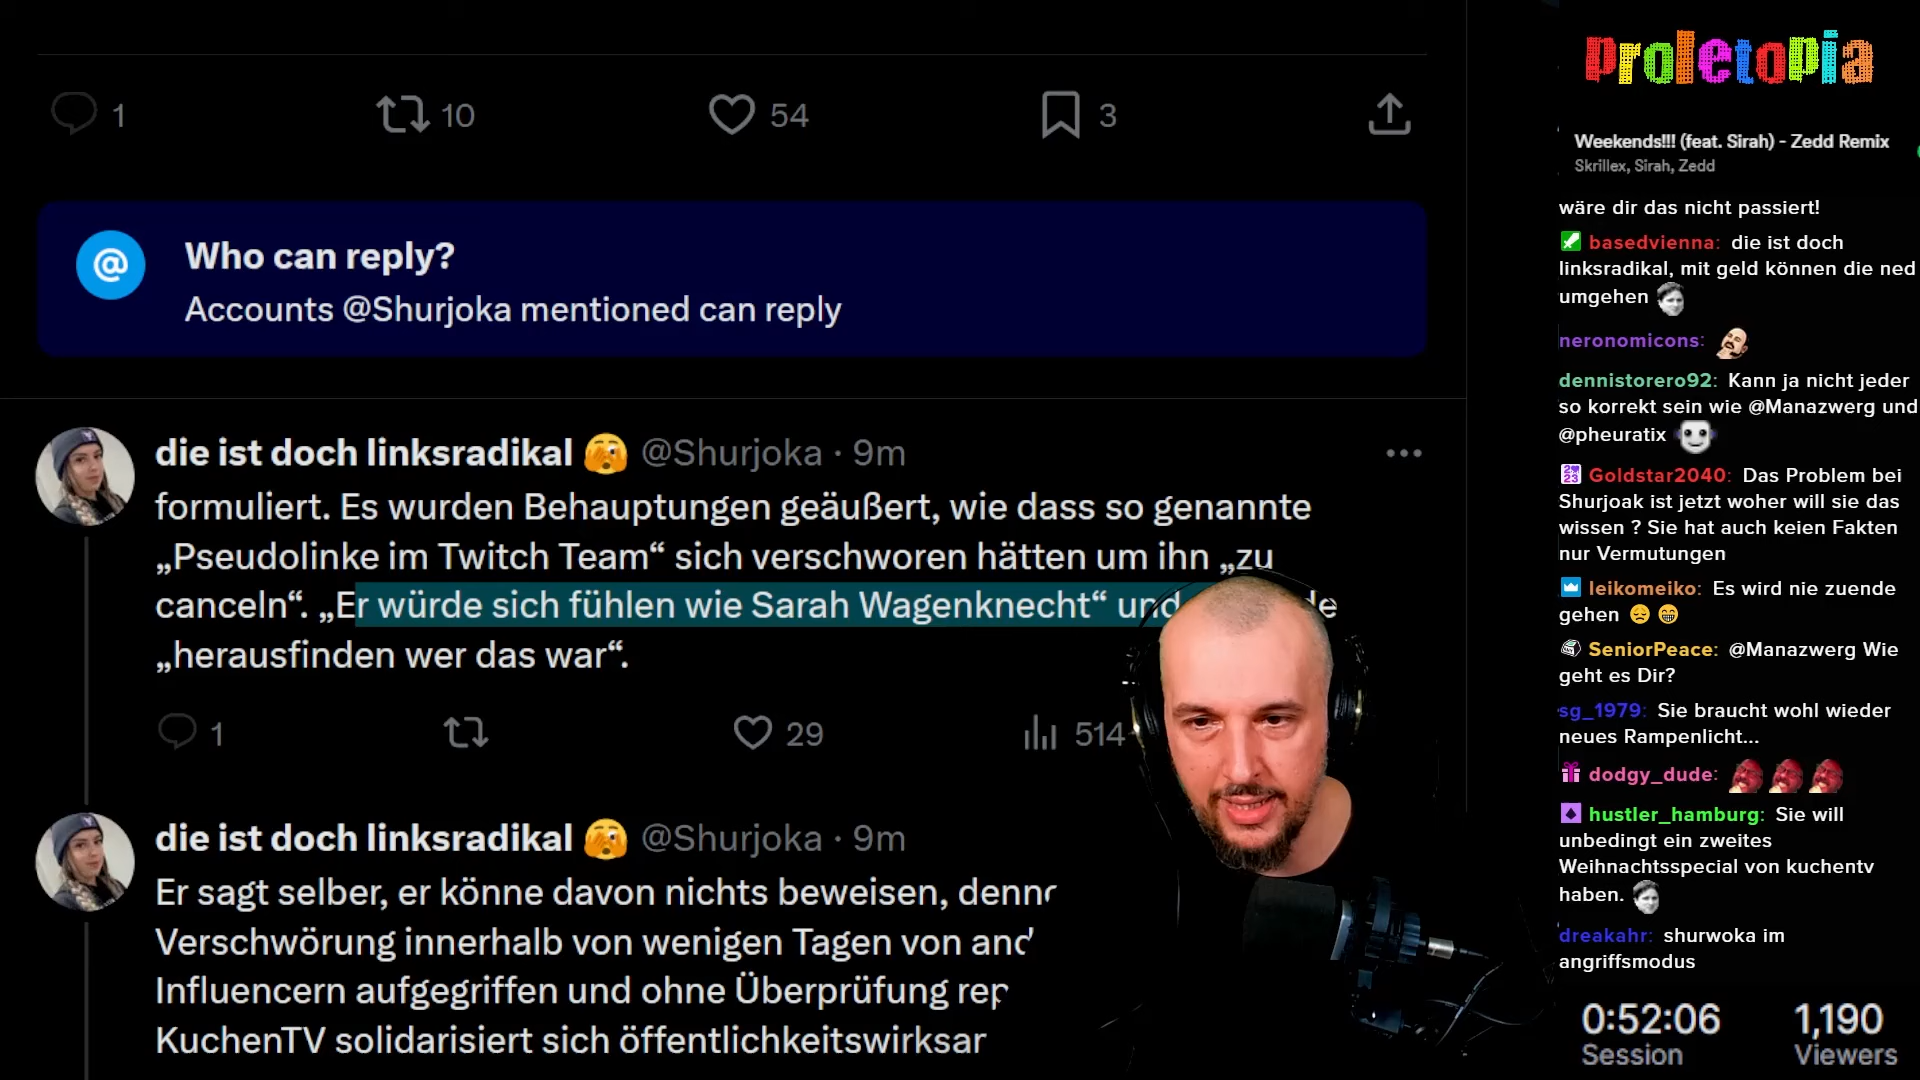 1
10
54
3
Who can reply?
Accounts @Shurjoka mentioned can reply
die ist doch linksradikal 🫣 @Shurjoka · 9m
formuliert. Es wurden Behauptungen geäußert, wie dass so genannte
„Pseudolinke im Twitch Team“ sich verschworen hätten um ihn „zu
canceln“. „Er würde sich fühlen wie Sarah Wagenknecht“ und
„herausfinden wer das war“.
1
29
514
die ist doch linksradikal 🫣 @Shurjoka · 9m
Er sagt selber, er könne davon nichts beweisen,
Verschwörung innerhalb von wenigen Tagen von
Influencern aufgegriffen und ohne Überprüfung
KuchenTV solidarisiert sich öffentlichkeitswirksam
Proletopia
Weekends!!! (feat. Sirah) - Zedd Remix
Skrillex, Sirah, Zedd
wäre dir das nicht passiert!
basedvienna: die ist doch
linksradikal, mit geld können die ned
umgehen
neronomicons:
dennistorero92: Kann ja nicht jeder
so korrekt sein wie @Manazwerg und
@pheuratix
Goldstar2040: Das Problem bei
Shurjoak ist jetzt woher will sie das
wissen ? Sie hat auch keien Fakten
nur Vermutungen
leikomeiko: Es wird nie zuende
gehen 😞 😁
SeniorPeace: @Manazwerg Wie
geht es Dir?
sg_1979: Sie braucht wohl wieder
neues Rampenlicht...
dodgy_dude:
hustler_hamburg: Sie will
unbedingt ein zweites
Weihnachtsspecial von kuchentv
haben.
dreakahr: shurwoka im
angriffsmodus
0:52:06
Session
1,190
Viewers